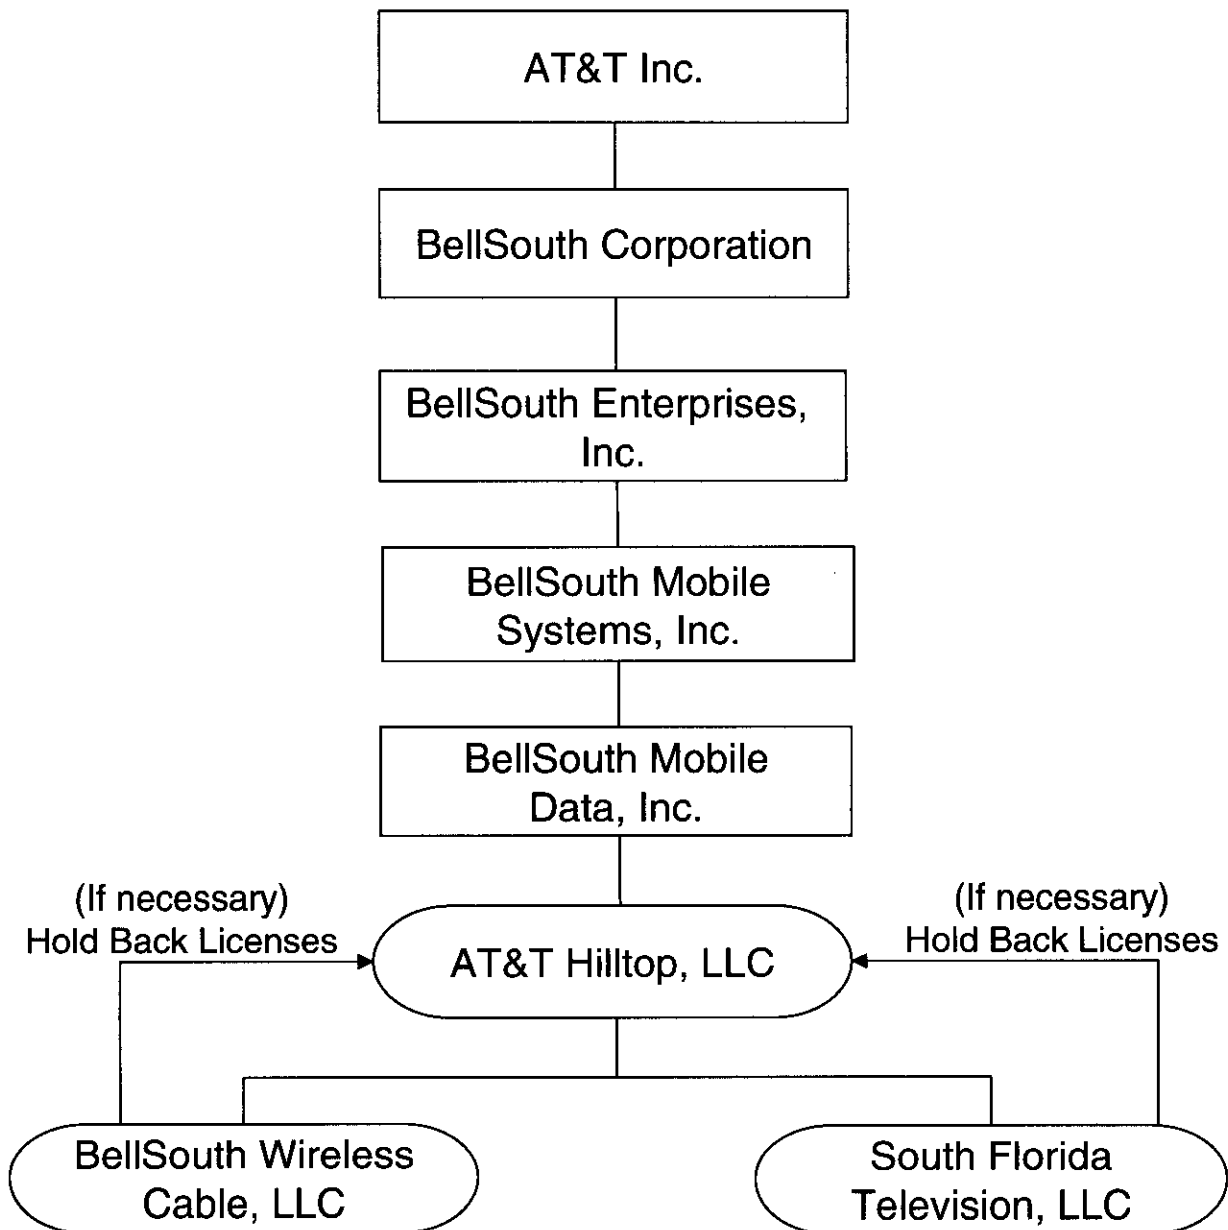 AT&T Inc.
BellSouth Corporation
BellSouth Enterprises,
Inc.
BellSouth Mobile
Systems, Inc.
BellSouth Mobile
Data, Inc.
(If necessary)
Hold Back Licenses
(If necessary)
Hold Back Licenses
AT&T Hilltop, LLC
BellSouth Wireless
Cable, LLC
South Florida
Television, LLC